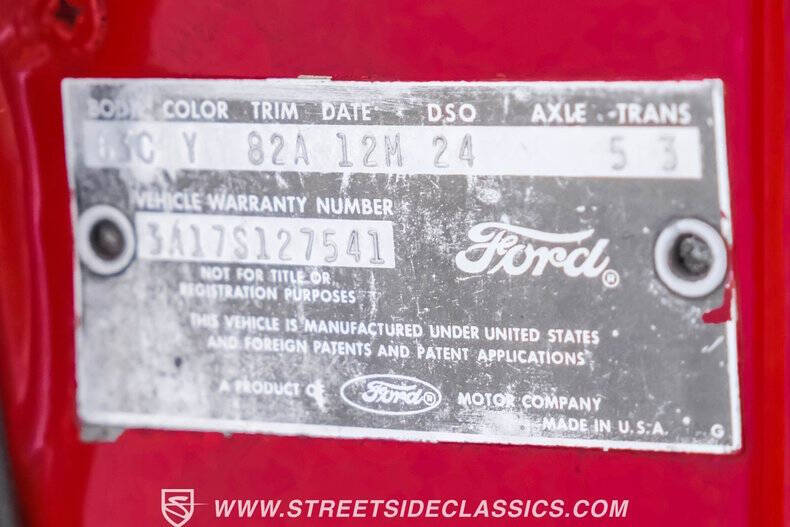 BODY COLOR TRIM DATE DSO AXLE TRANS
63C Y 82A 12M 24 5 3
VEHICLE WARRANTY NUMBER
3A17S127541
NOT FOR TITLE OR
REGISTRATION PURPOSES
Ford®
THIS VEHICLE IS MANUFACTURED UNDER UNITED STATES
AND FOREIGN PATENTS AND PATENT APPLICATIONS
A PRODUCT OF Ford® MOTOR COMPANY
MADE IN U.S.A. G
WWW.STREETSIDECLASSICS.COM